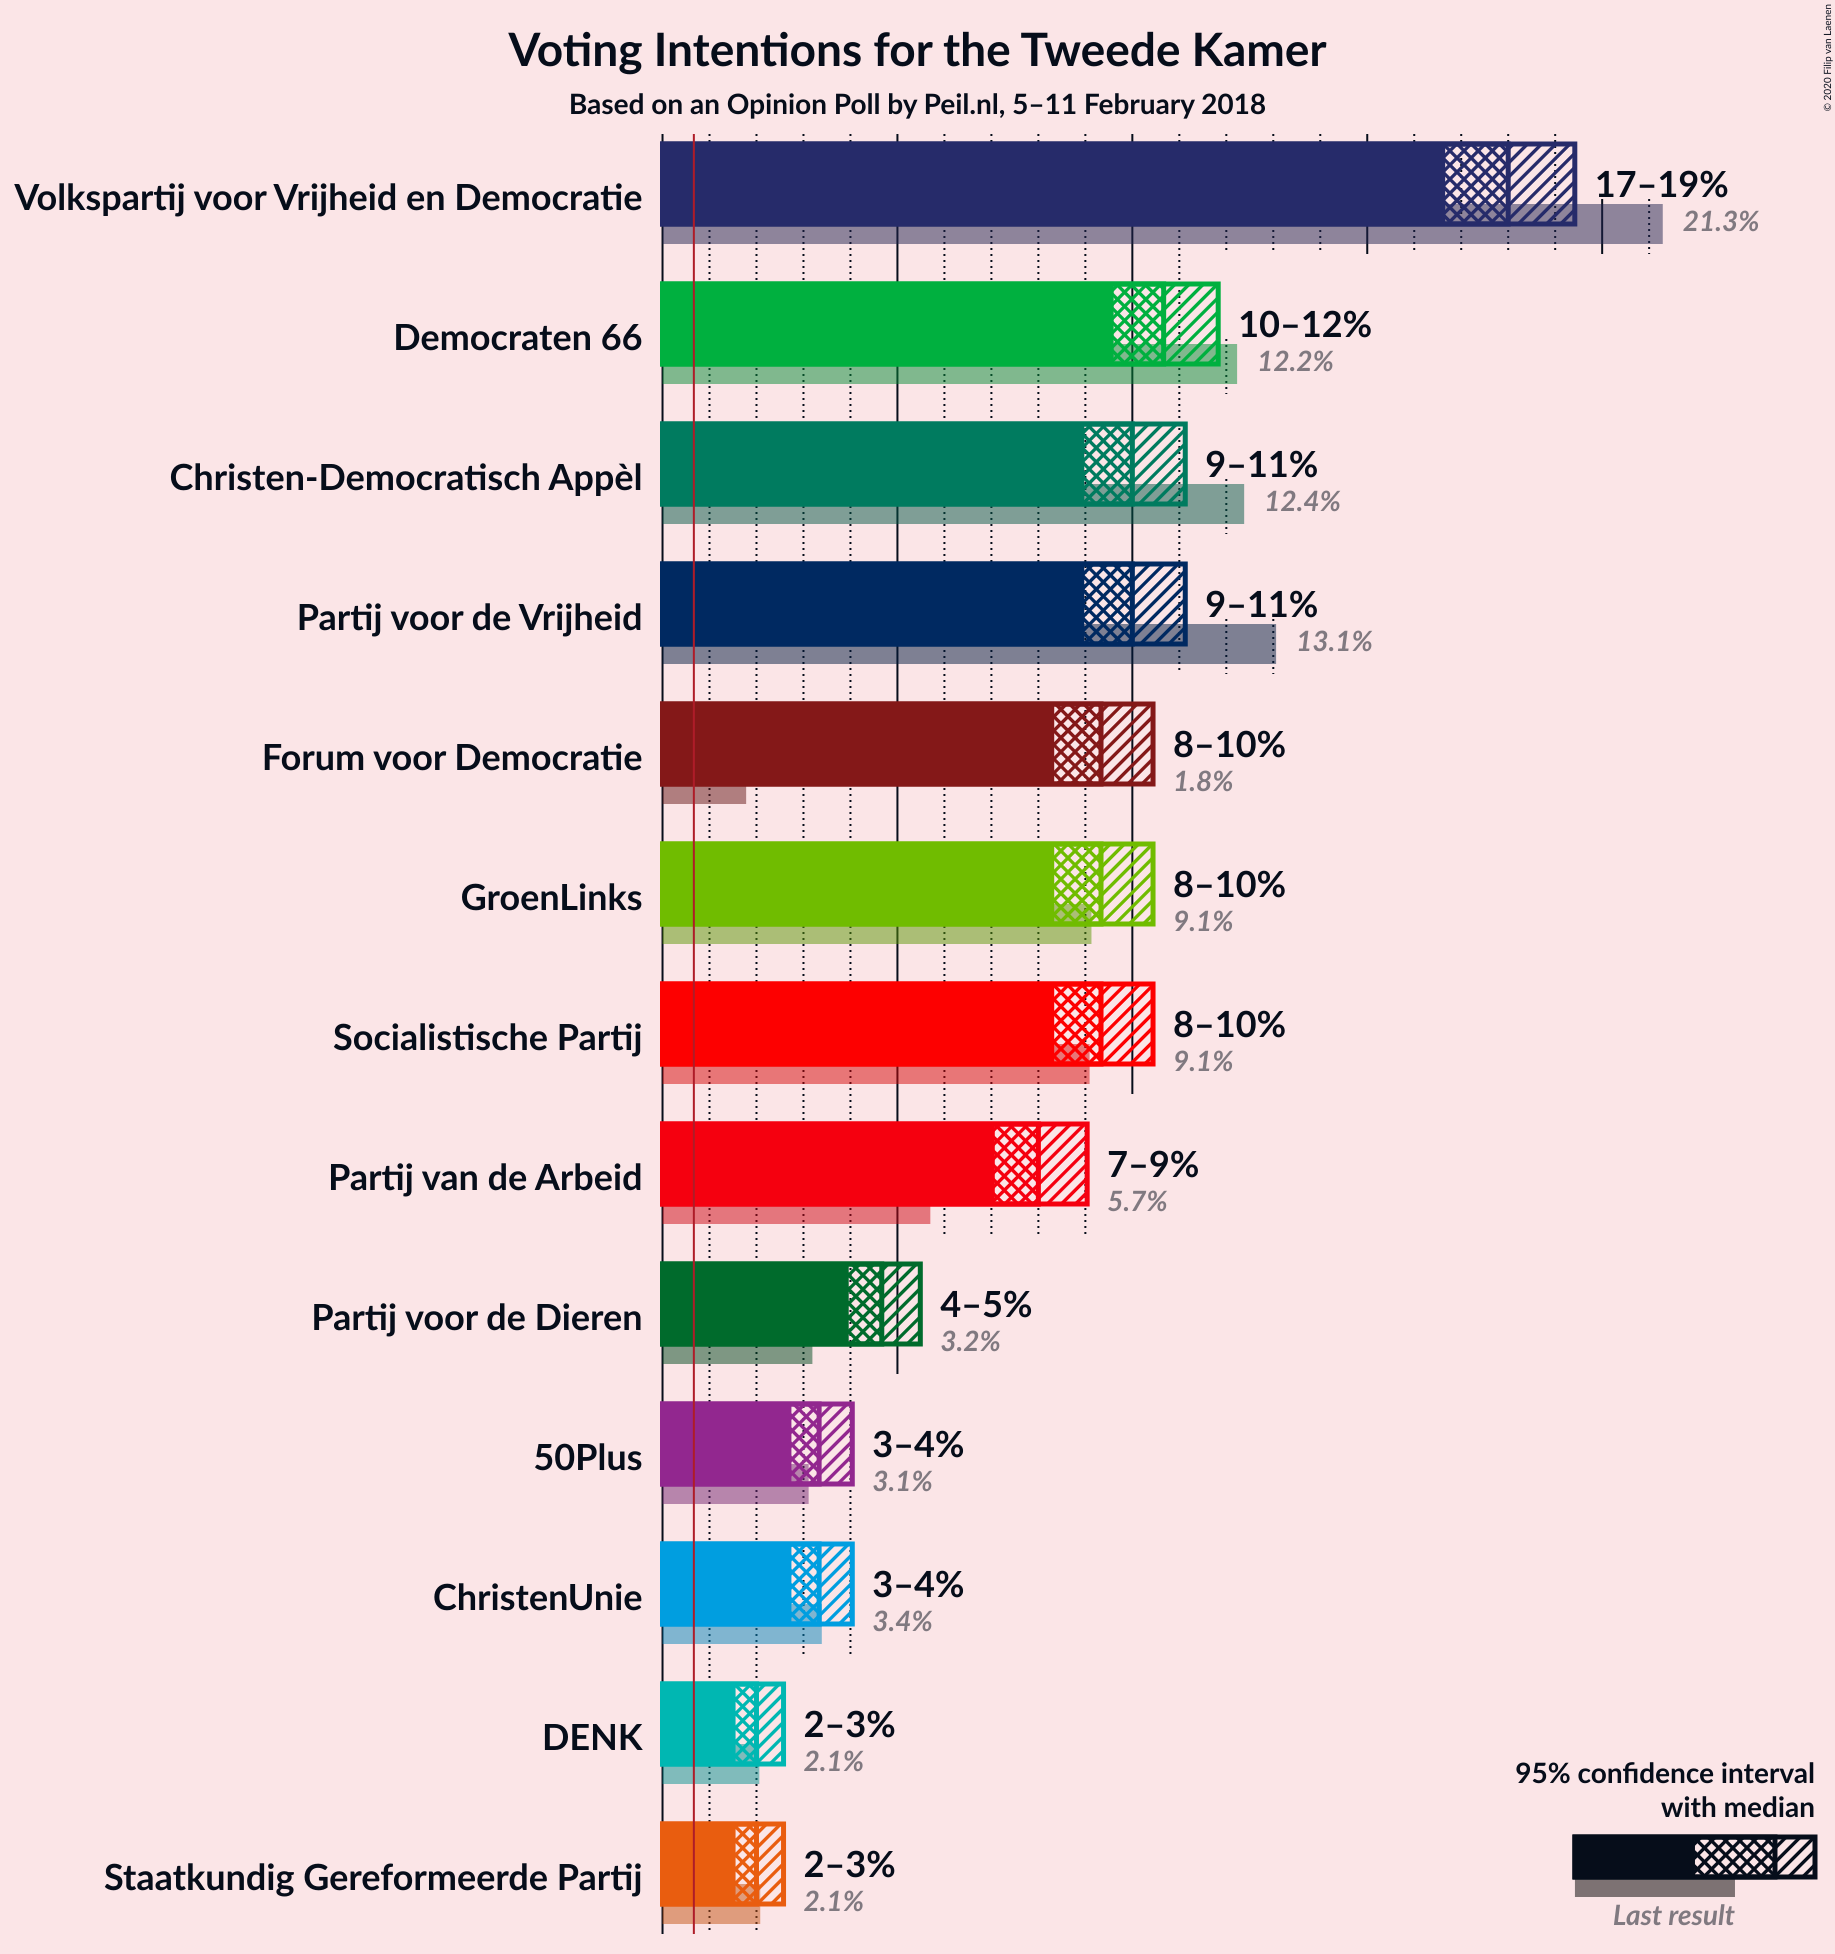 Voting Intentions for the Tweede Kamer
Based on an Opinion Poll by Peil.nl, 5–11 February 2018
© 2020 Filip van Laenen
Volkspartij voor Vrijheid en Democratie
17–19%
21.3%
Democraten 66
10–12%
12.2%
Christen-Democratisch Appèl
9–11%
12.4%
Partij voor de Vrijheid
9–11%
13.1%
Forum voor Democratie
8–10%
1.8%
GroenLinks
8–10%
9.1%
Socialistische Partij
8–10%
9.1%
Partij van de Arbeid
7–9%
5.7%
Partij voor de Dieren
4–5%
3.2%
50Plus
3–4%
3.1%
ChristenUnie
3–4%
3.4%
DENK
2–3%
2.1%
Staatkundig Gereformeerde Partij
2–3%
2.1%
95% confidence interval
with median
Last result